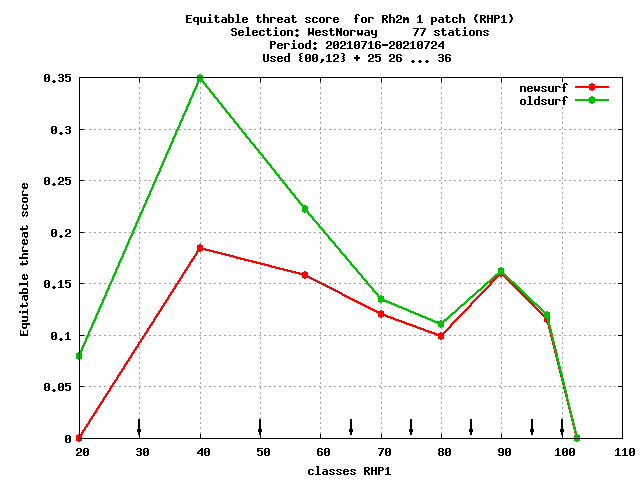 Equitable threat score  for Rh2m 1 patch (RHP1)
Selection: WestNorway     77 stations
Period: 20210716-20210724
Used {00,12} + 25 26 ... 36
newsurf
oldsurf
0.35
0.3
0.25
0.2
0.15
0.1
0.05
0
Equitable threat score
20 30 40 50 60 70 80 90 100 110
classes RHP1